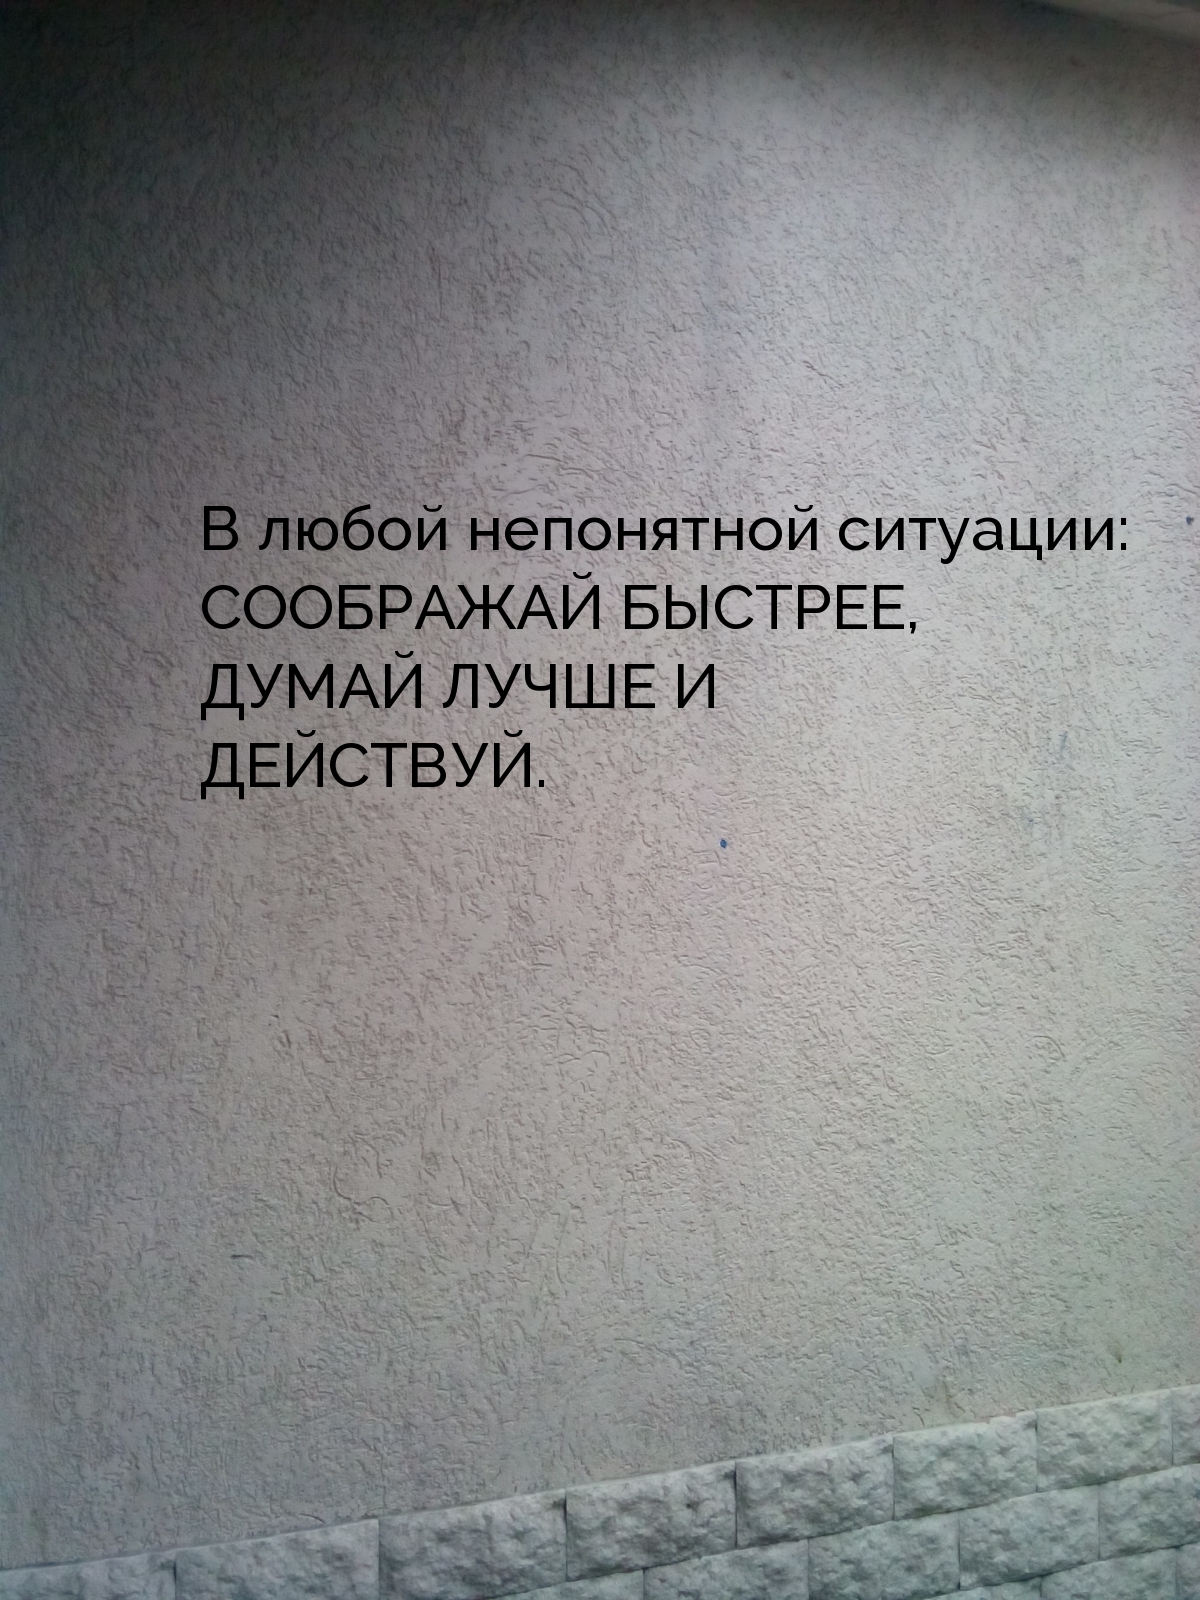 В любой непонятной ситуации:
СООБРАЖАЙ БЫСТРЕЕ,
ДУМАЙ ЛУЧШЕ И
ДЕЙСТВУЙ.